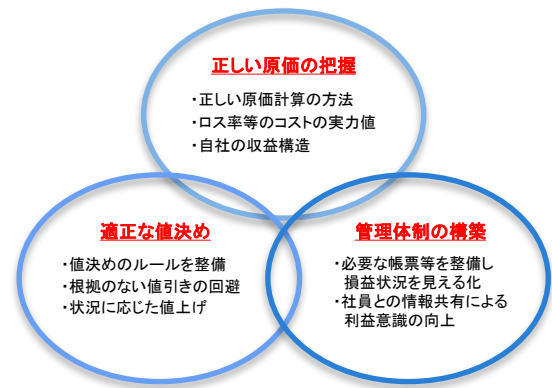 正しい原価の把握
・正しい原価計算の方法
・ロス率等のコストの実力値
・自社の収益構造
適正な値決め
・値決めのルールを整備
・根拠のない値引きの回避
・状況に応じた値上げ
管理体制の構築
・必要な帳票等を整備し
損益状況を見える化
・社員との情報共有による
利益意識の向上